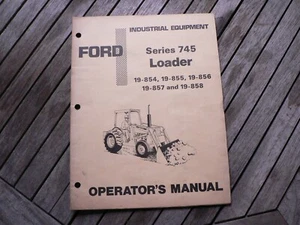 INDUSTRIAL EQUIPMENT
FORD
Series 745
Loader
19-854, 19-855, 19-856
19-857 and 19-858
OPERATOR'S MANUAL